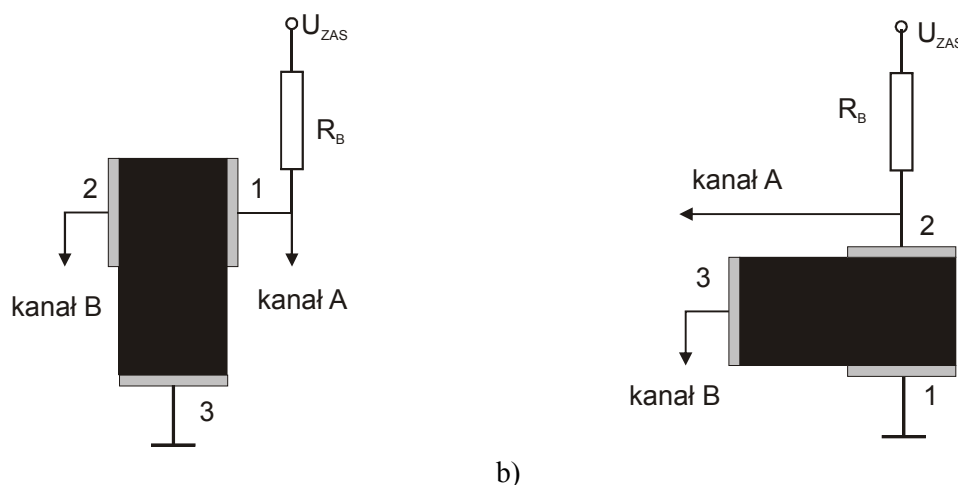 U_ZAS
R_B
2
1
kanał B
kanał A
3
U_ZAS
R_B
kanał A
2
3
kanał B
1
b)